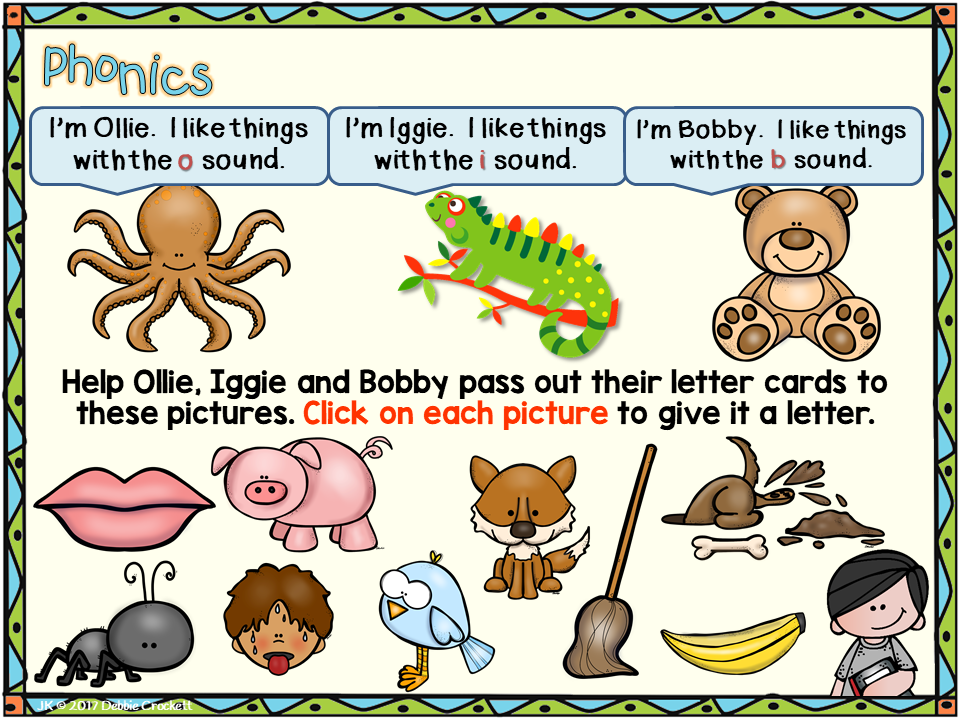 Phonics
I'm Ollie. I like things
with the o sound.
I'm Iggie. I like things
with the i sound.
I'm Bobby. I like things
with the b sound.
Help Ollie, Iggie and Bobby pass out their letter cards to
these pictures. Click on each picture to give it a letter.
JK © 2017 Debbie Crockett